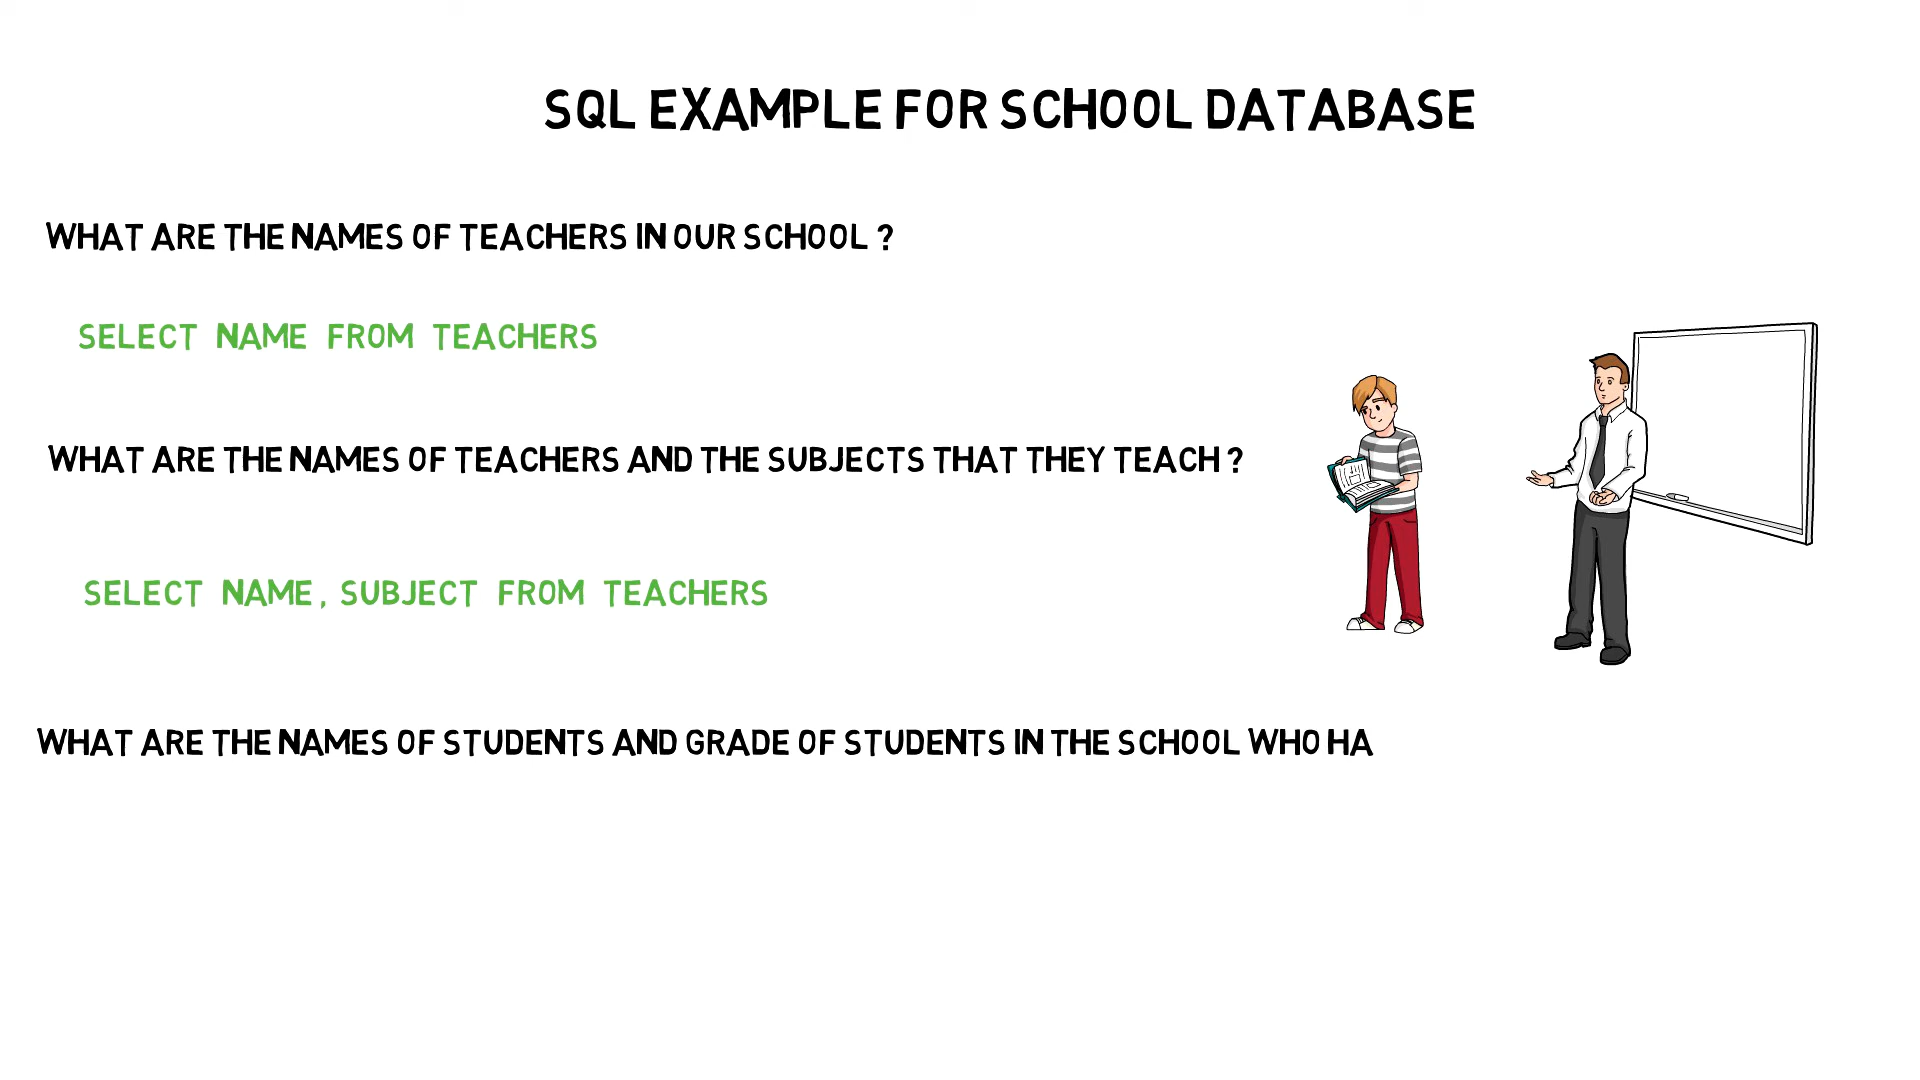 SQL EXAMPLE FOR SCHOOL DATABASE
WHAT ARE THE NAMES OF TEACHERS IN OUR SCHOOL ?
SELECT NAME FROM TEACHERS
WHAT ARE THE NAMES OF TEACHERS AND THE SUBJECTS THAT THEY TEACH ?
SELECT NAME, SUBJECT FROM TEACHERS
WHAT ARE THE NAMES OF STUDENTS AND GRADE OF STUDENTS IN THE SCHOOL WHO HA